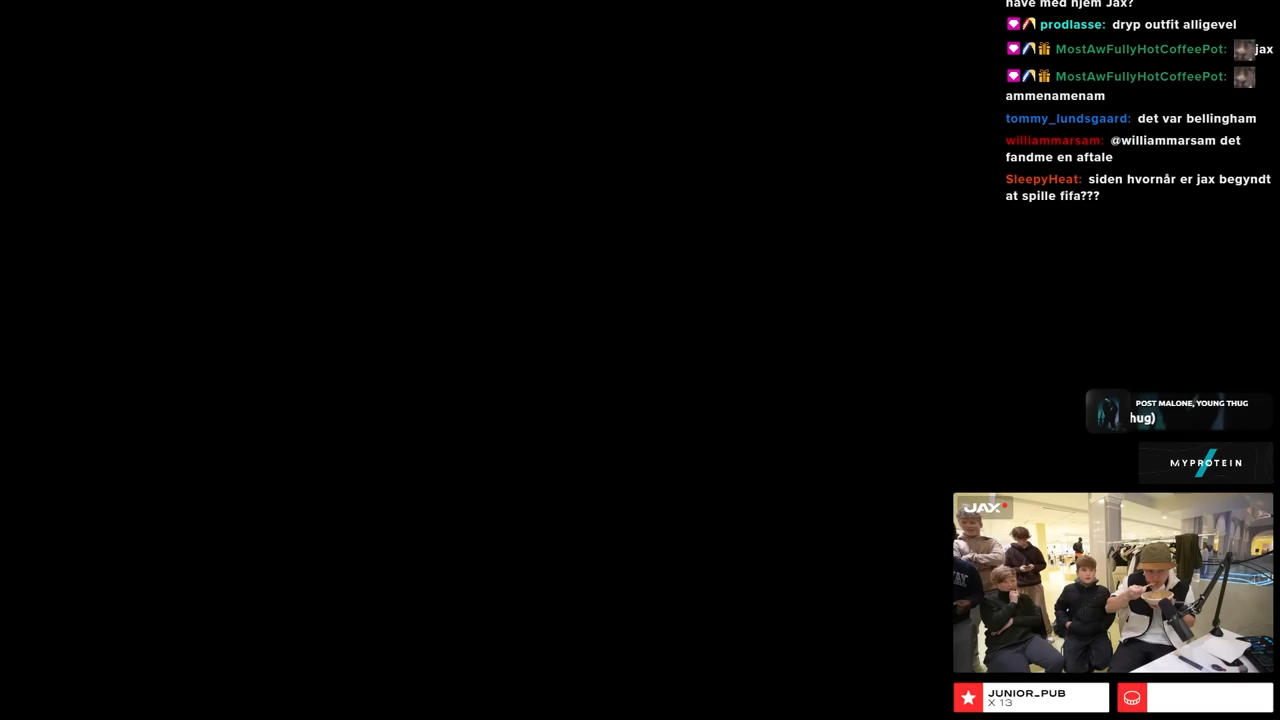 have med hjem Jax?
prodlasse: dryp outfit alligevel
MostAwFullyHotCoffeePot: jax
MostAwFullyHotCoffeePot:
ammenamenam
tommy_lundsgaard: det var bellingham
williammarsam: @williammarsam det
fandme en aftale
SleepyHeat: siden hvornår er jax begyndt
at spille fifa???
POST MALONE, YOUNG THUG
hug)
MYPROTEIN
JAX
JUNIOR_PUB
X 13